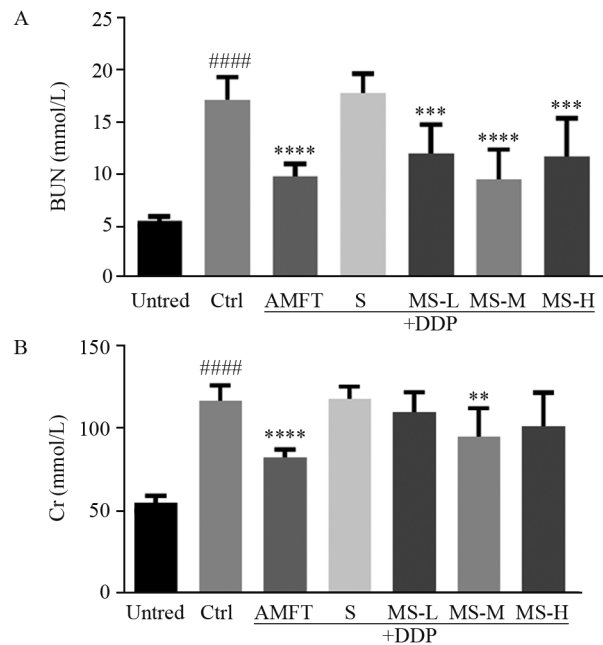 A
BUN (mmol/L)
25
20
15
10
5
0
####
****
***
****
***
Untred Ctrl AMFT S MS-L MS-M MS-H
+DDP
B
Cr (mmol/L)
150
100
50
0
####
****
**
Untred Ctrl AMFT S MS-L MS-M MS-H
+DDP